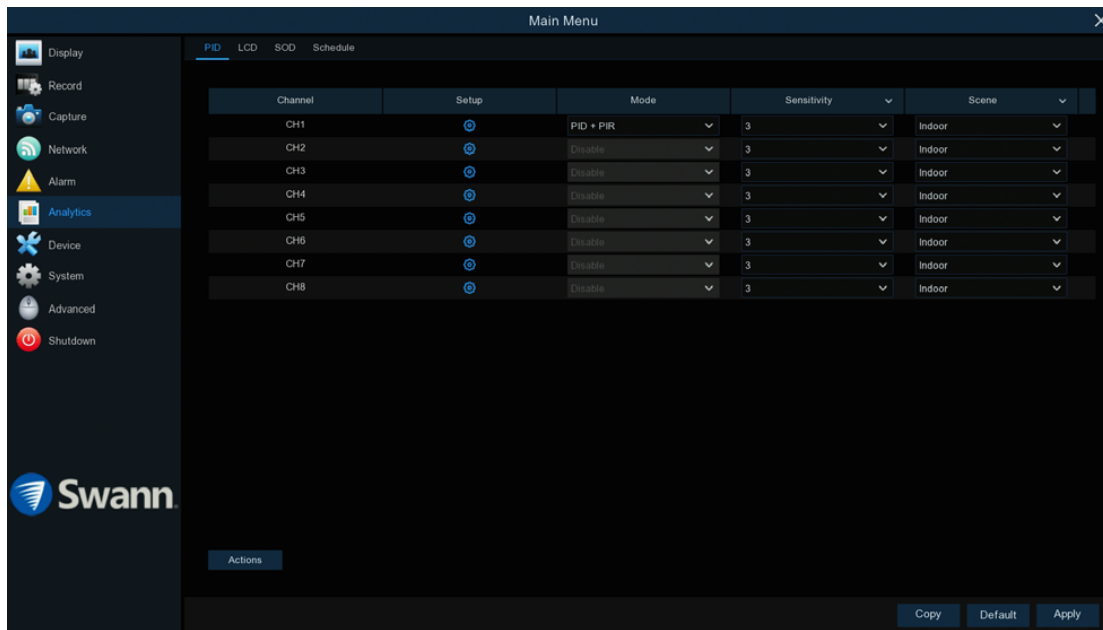 Main Menu
Display
Record
Capture
Network
Alarm
Analytics
Device
System
Advanced
Shutdown
Swann
PID LCD SOD Schedule
Channel Setup Mode Sensitivity Scene
CH1 PID + PIR 3 Indoor
CH2 Disable 3 Indoor
CH3 Disable 3 Indoor
CH4 Disable 3 Indoor
CH5 Disable 3 Indoor
CH6 Disable 3 Indoor
CH7 Disable 3 Indoor
CH8 Disable 3 Indoor
Actions
Copy Default Apply